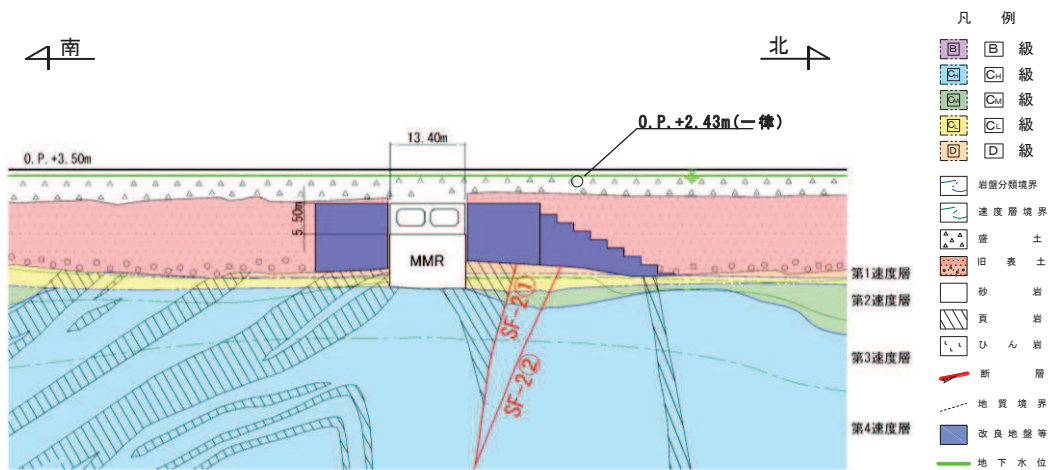 南
北
O.P.+2.43m(一律)
13.40m
O.P.+3.50m
5.50m
MMR
SF-2①
SF-2②
第1速度層
第2速度層
第3速度層
第4速度層
凡 例
B B 級
CH CH 級
CM CM 級
CL CL 級
D D 級
岩盤分類境界
速度層境界
盛 土
旧 表 土
砂 岩
頁 岩
ひ ん 岩
断 層
地 質 境 界
改 良 地 盤 等
地 下 水 位